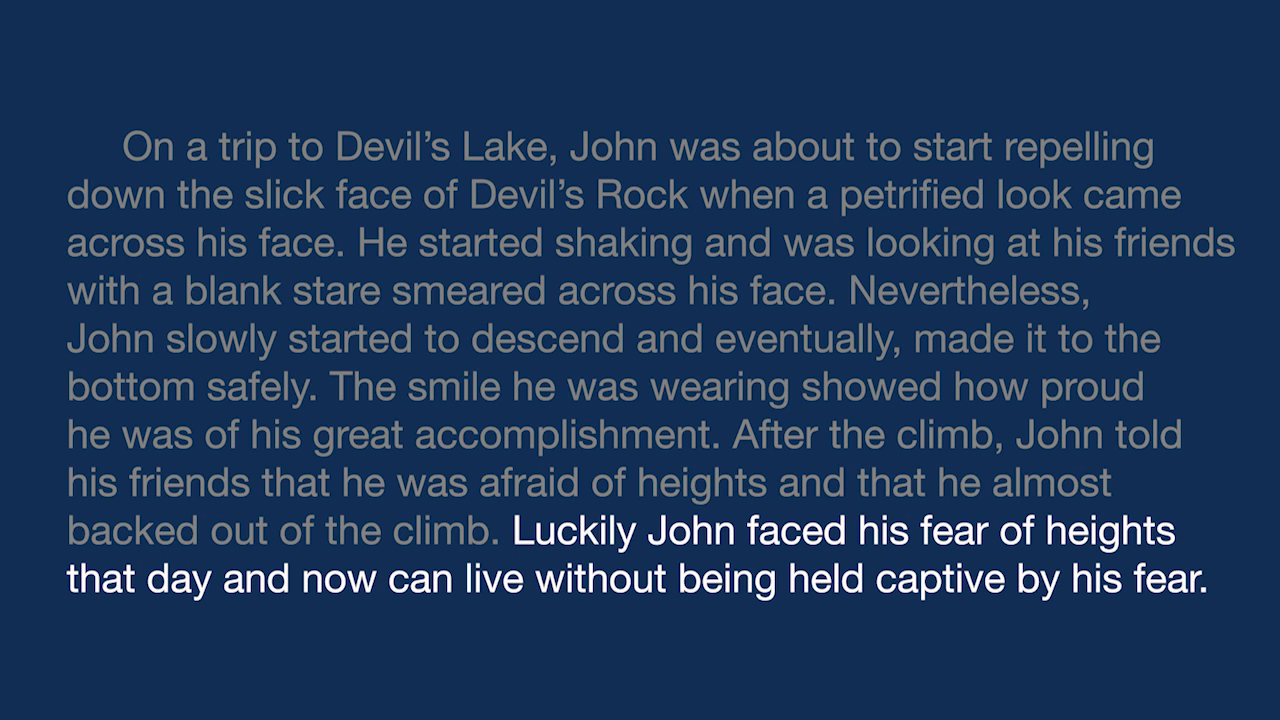 On a trip to Devil’s Lake, John was about to start repelling
down the slick face of Devil’s Rock when a petrified look came
across his face. He started shaking and was looking at his friends
with a blank stare smeared across his face. Nevertheless,
John slowly started to descend and eventually, made it to the
bottom safely. The smile he was wearing showed how proud
he was of his great accomplishment. After the climb, John told
his friends that he was afraid of heights and that he almost
backed out of the climb. Luckily John faced his fear of heights
that day and now can live without being held captive by his fear.